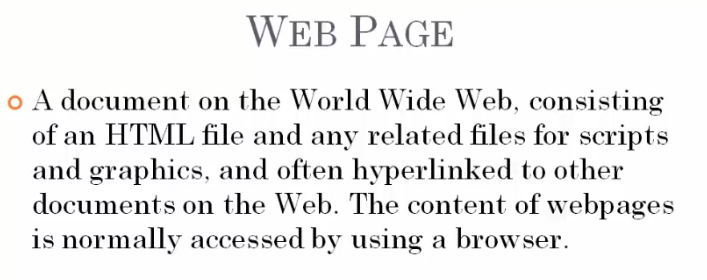 WEB PAGE
A document on the World Wide Web, consisting
of an HTML file and any related files for scripts
and graphics, and often hyperlinked to other
documents on the Web. The content of webpages
is normally accessed by using a browser.